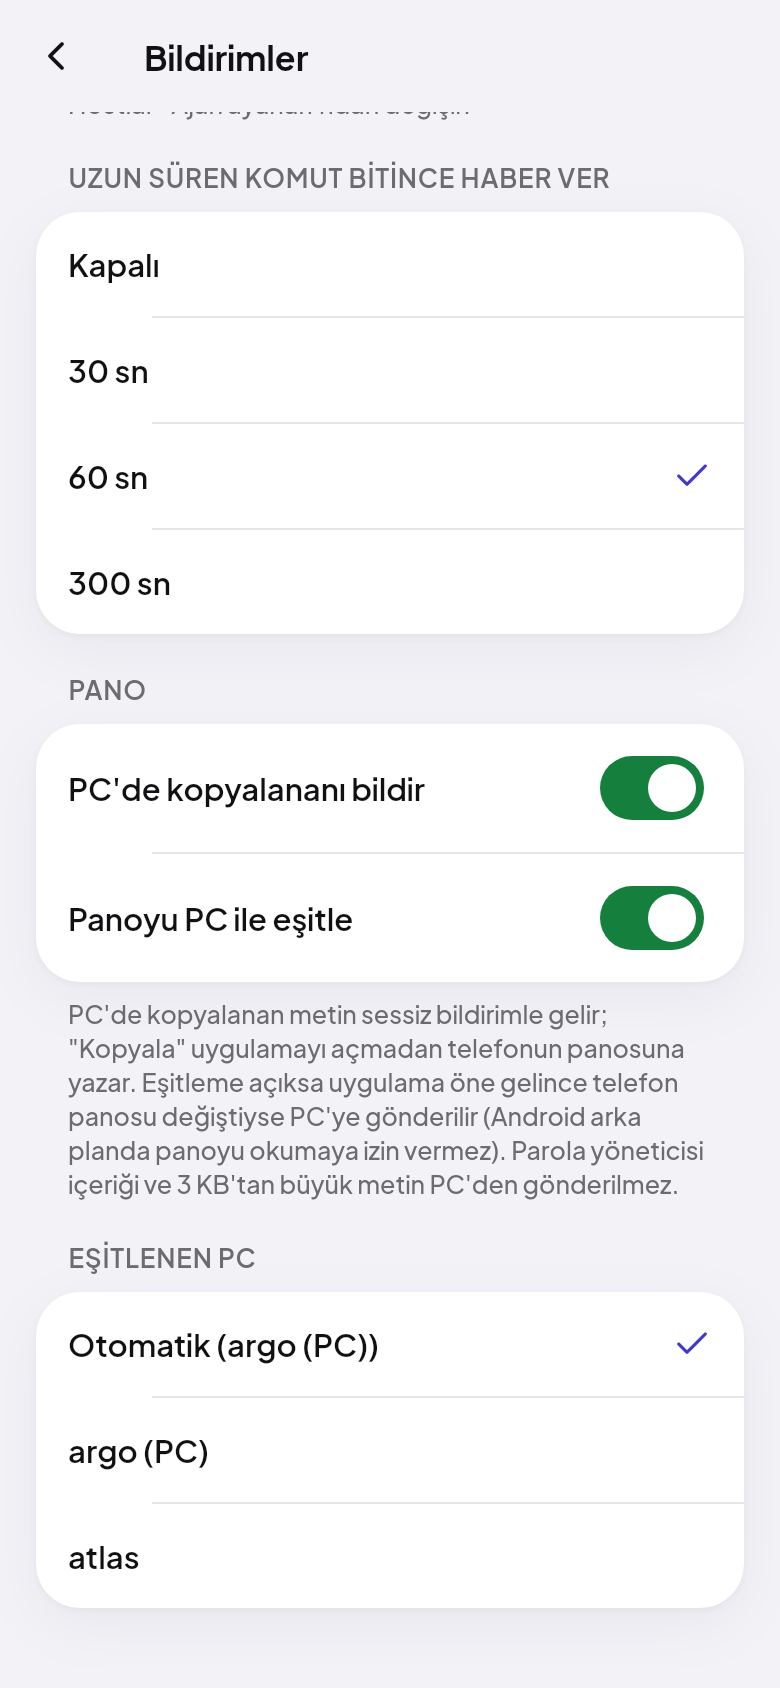 Bildirimler
UZUN SÜREN KOMUT BİTİNCE HABER VER
Kapalı
30 sn
60 sn
300 sn
PANO
PC'de kopyalananı bildir
Panoyu PC ile eşitle
PC'de kopyalanan metin sessiz bildirimle gelir;
"Kopyala" uygulamayı açmadan telefonun panosuna
yazar. Eşitleme açıksa uygulama öne gelince telefon
panosu değiştiyse PC'ye gönderilir (Android arka
planda panoyu okumaya izin vermez). Parola yöneticisi
içeriği ve 3 KB'tan büyük metin PC'den gönderilmez.
EŞİTLENEN PC
Otomatik (argo (PC))
argo (PC)
atlas